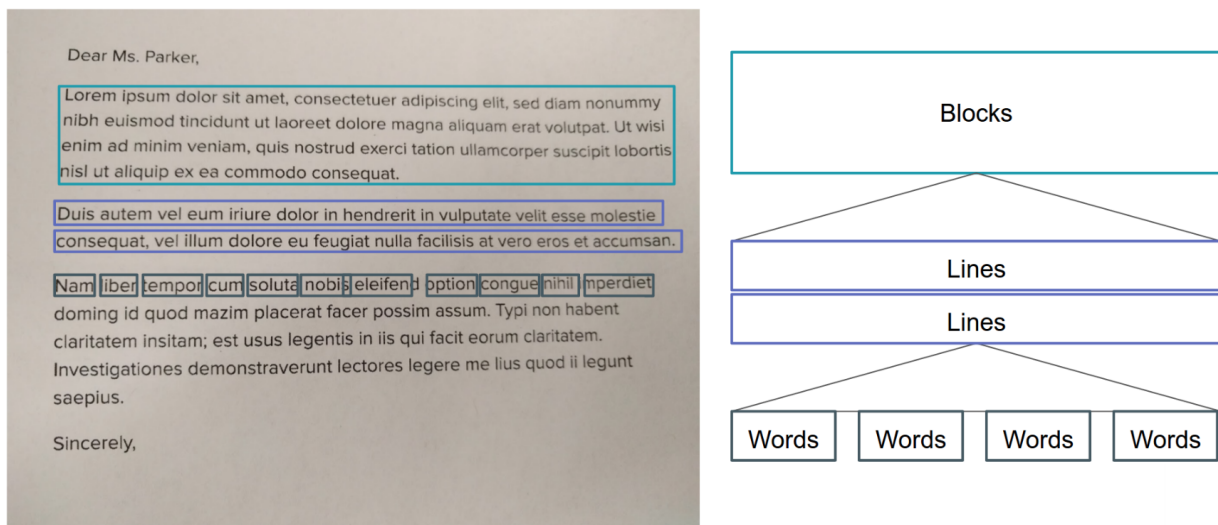 Dear Ms. Parker,
Lorem ipsum dolor sit amet, consectetuer adipiscing elit, sed diam nonummy
nibh euismod tincidunt ut laoreet dolore magna aliquam erat volutpat. Ut wisi
enim ad minim veniam, quis nostrud exerci tation ullamcorper suscipit lobortis
nisl ut aliquip ex ea commodo consequat.
Duis autem vel eum iriure dolor in hendrerit in vulputate velit esse molestie
consequat, vel illum dolore eu feugiat nulla facilisis at vero eros et accumsan.
Nam liber tempor cum soluta nobis eleifend option congue nihil imperdiet
doming id quod mazim placerat facer possim assum. Typi non habent
claritatem insitam; est usus legentis in iis qui facit eorum claritatem.
Investigationes demonstraverunt lectores legere me lius quod ii legunt
saepius.
Sincerely,
Blocks
Lines
Lines
Words Words Words Words